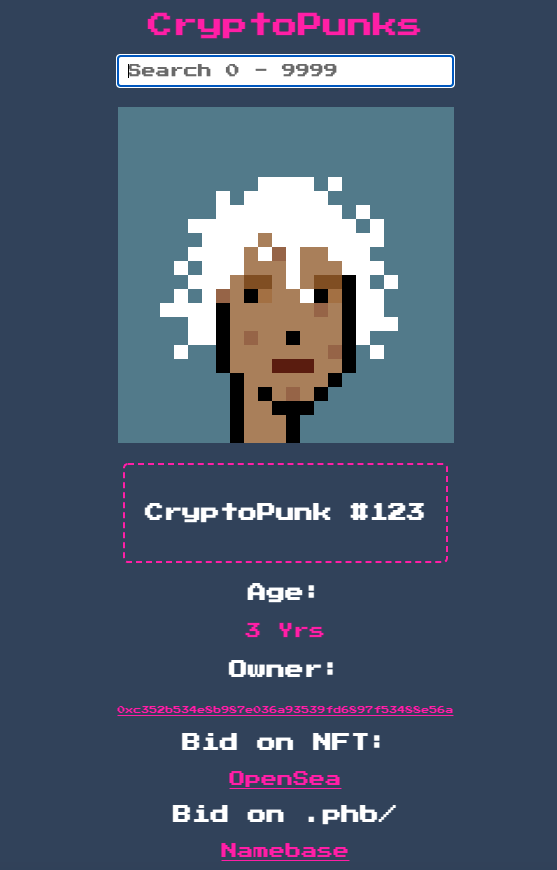 CryptoPunks
Search 0 - 9999
CryptoPunk #123
Age:
3 Yrs
Owner:
0xc352b534e8b987e036a93539fd6897f53488e56a
Bid on NFT:
OpenSea
Bid on .phb/
Namebase